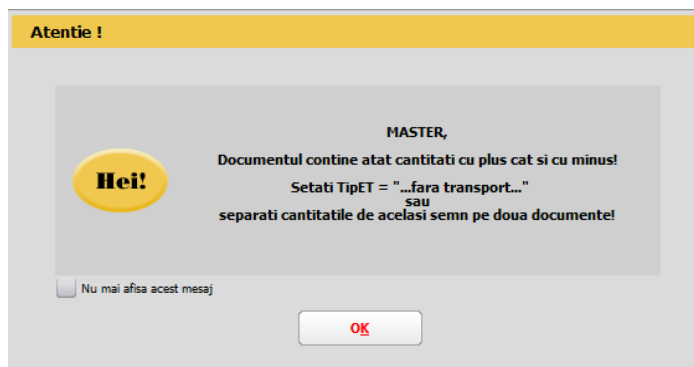 Atentie !
MASTER,
Documentul contine atat cantitati cu plus cat si cu minus!
Hei!
Setati TipET = "...fara transport..."
sau
separati cantitatile de acelasi semn pe doua documente!
Nu mai afisa acest mesaj
OK